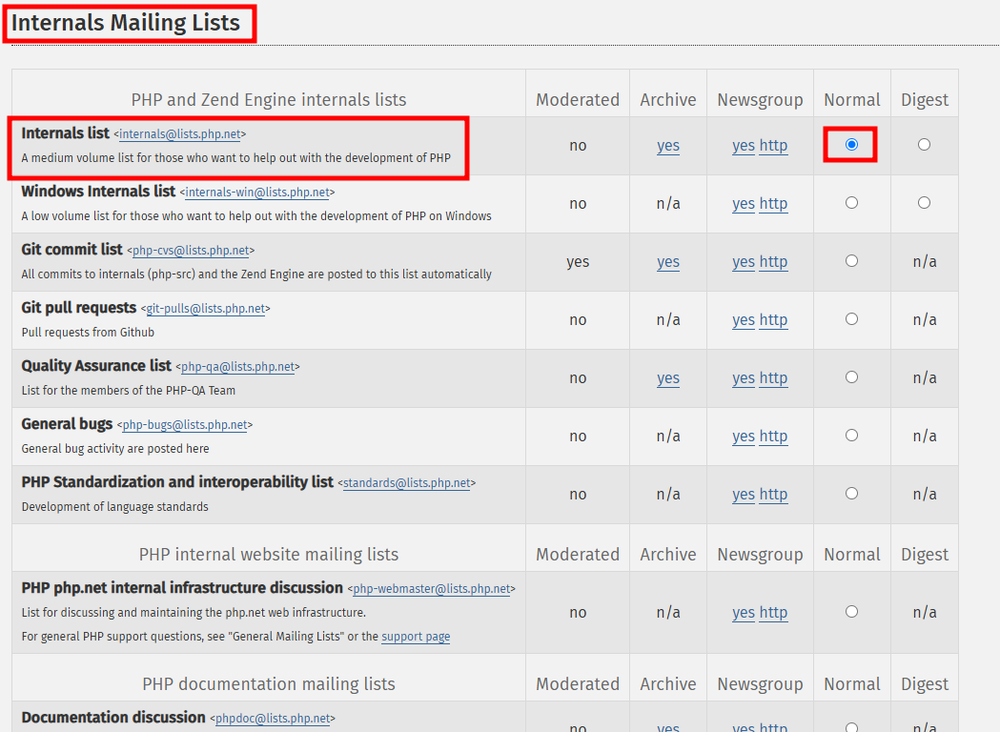 Internals Mailing Lists
PHP and Zend Engine internals lists Moderated Archive Newsgroup Normal Digest
Internals list <internals@lists.php.net>
A medium volume list for those who want to help out with the development of PHP
no yes yes http
Windows Internals list <internals-win@lists.php.net>
A low volume list for those who want to help out with the development of PHP on Windows
no n/a yes http
Git commit list <php-cvs@lists.php.net>
All commits to internals (php-src) and the Zend Engine are posted to this list automatically
yes yes yes http n/a
Git pull requests <git-pulls@lists.php.net>
Pull requests from Github
no n/a yes http n/a
Quality Assurance list <php-qa@lists.php.net>
List for the members of the PHP-QA Team
no yes yes http n/a
General bugs <php-bugs@lists.php.net>
General bug activity are posted here
no n/a yes http n/a
PHP Standardization and interoperability list <standards@lists.php.net>
Development of language standards
no n/a yes http n/a
PHP internal website mailing lists Moderated Archive Newsgroup Normal Digest
PHP php.net internal infrastructure discussion <php-webmaster@lists.php.net>
List for discussing and maintaining the php.net web infrastructure.
For general PHP support questions, see "General Mailing Lists" or the support page
no n/a yes http n/a
PHP documentation mailing lists Moderated Archive Newsgroup Normal Digest
Documentation discussion <phpdoc@lists.php.net>
no yes yes http n/a